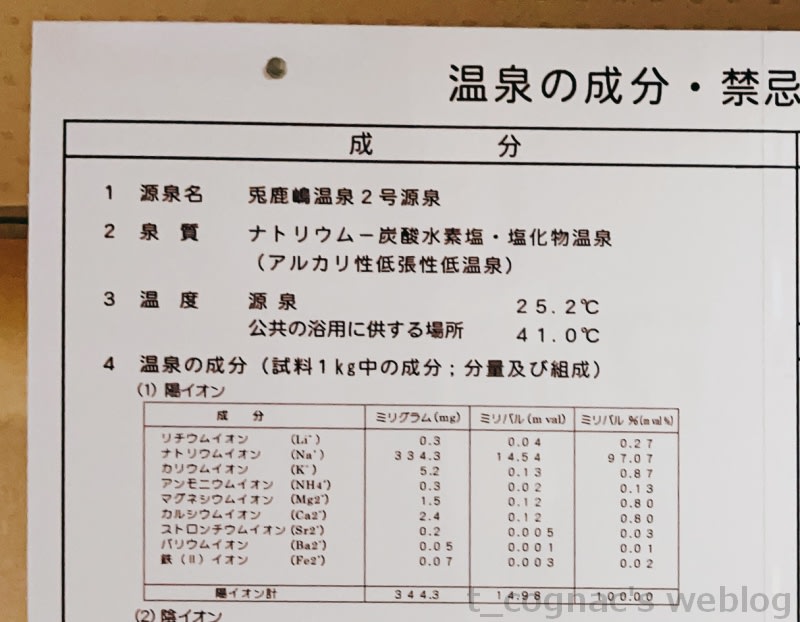 温泉の成分・禁忌
成 分
1 源泉名 兎鹿嶋温泉2号源泉
2 泉 質 ナトリウムー炭酸水素塩・塩化物温泉
(アルカリ性低張性低温泉)
3 温 度 源 泉 25.2℃
公共の浴用に供する場所 41.0℃
4 温泉の成分(試料1kg中の成分;分量及び組成)
(1) 陽イオン
成 分 ミリグラム(mg) ミリバル(m val) ミリバル %(m val %)
リチウムイオン (Li⁺) 0.3 0.04 0.27
ナトリウムイオン (Na⁺) 334.3 14.54 97.07
カリウムイオン (K⁺) 5.2 0.13 0.87
アンモニウムイオン (NH4⁺) 0.3 0.02 0.13
マグネシウムイオン (Mg2⁺) 1.5 0.12 0.80
カルシウムイオン (Ca2⁺) 2.4 0.12 0.80
ストロンチウムイオン (Sr2⁺) 0.2 0.005 0.03
バリウムイオン (Ba2⁺) 0.05 0.001 0.01
鉄(II)イオン (Fe2⁺) 0.07 0.003 0.02
陽イオン計 344.3 14.98 100.00
(2) 陰イオン
t_cognac's weblog